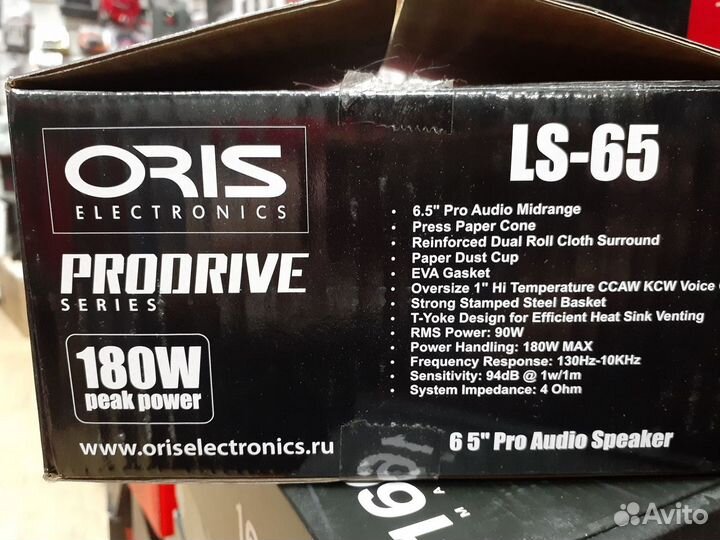 ORIS
ELECTRONICS
PRODRIVE
SERIES
180W
peak power
www.oriselectronics.ru
LS-65
• 6.5" Pro Audio Midrange
• Press Paper Cone
• Reinforced Dual Roll Cloth Surround
• Paper Dust Cup
• EVA Gasket
• Oversize 1" Hi Temperature CCAW KCW Voice
• Strong Stamped Steel Basket
• T-Yoke Design for Efficient Heat Sink Venting
• RMS Power: 90W
• Power Handling: 180W MAX
• Frequency Response: 130Hz-10KHz
• Sensitivity: 94dB @ 1w/1m
• System Impedance: 4 Ohm
6 5" Pro Audio Speaker
Avito